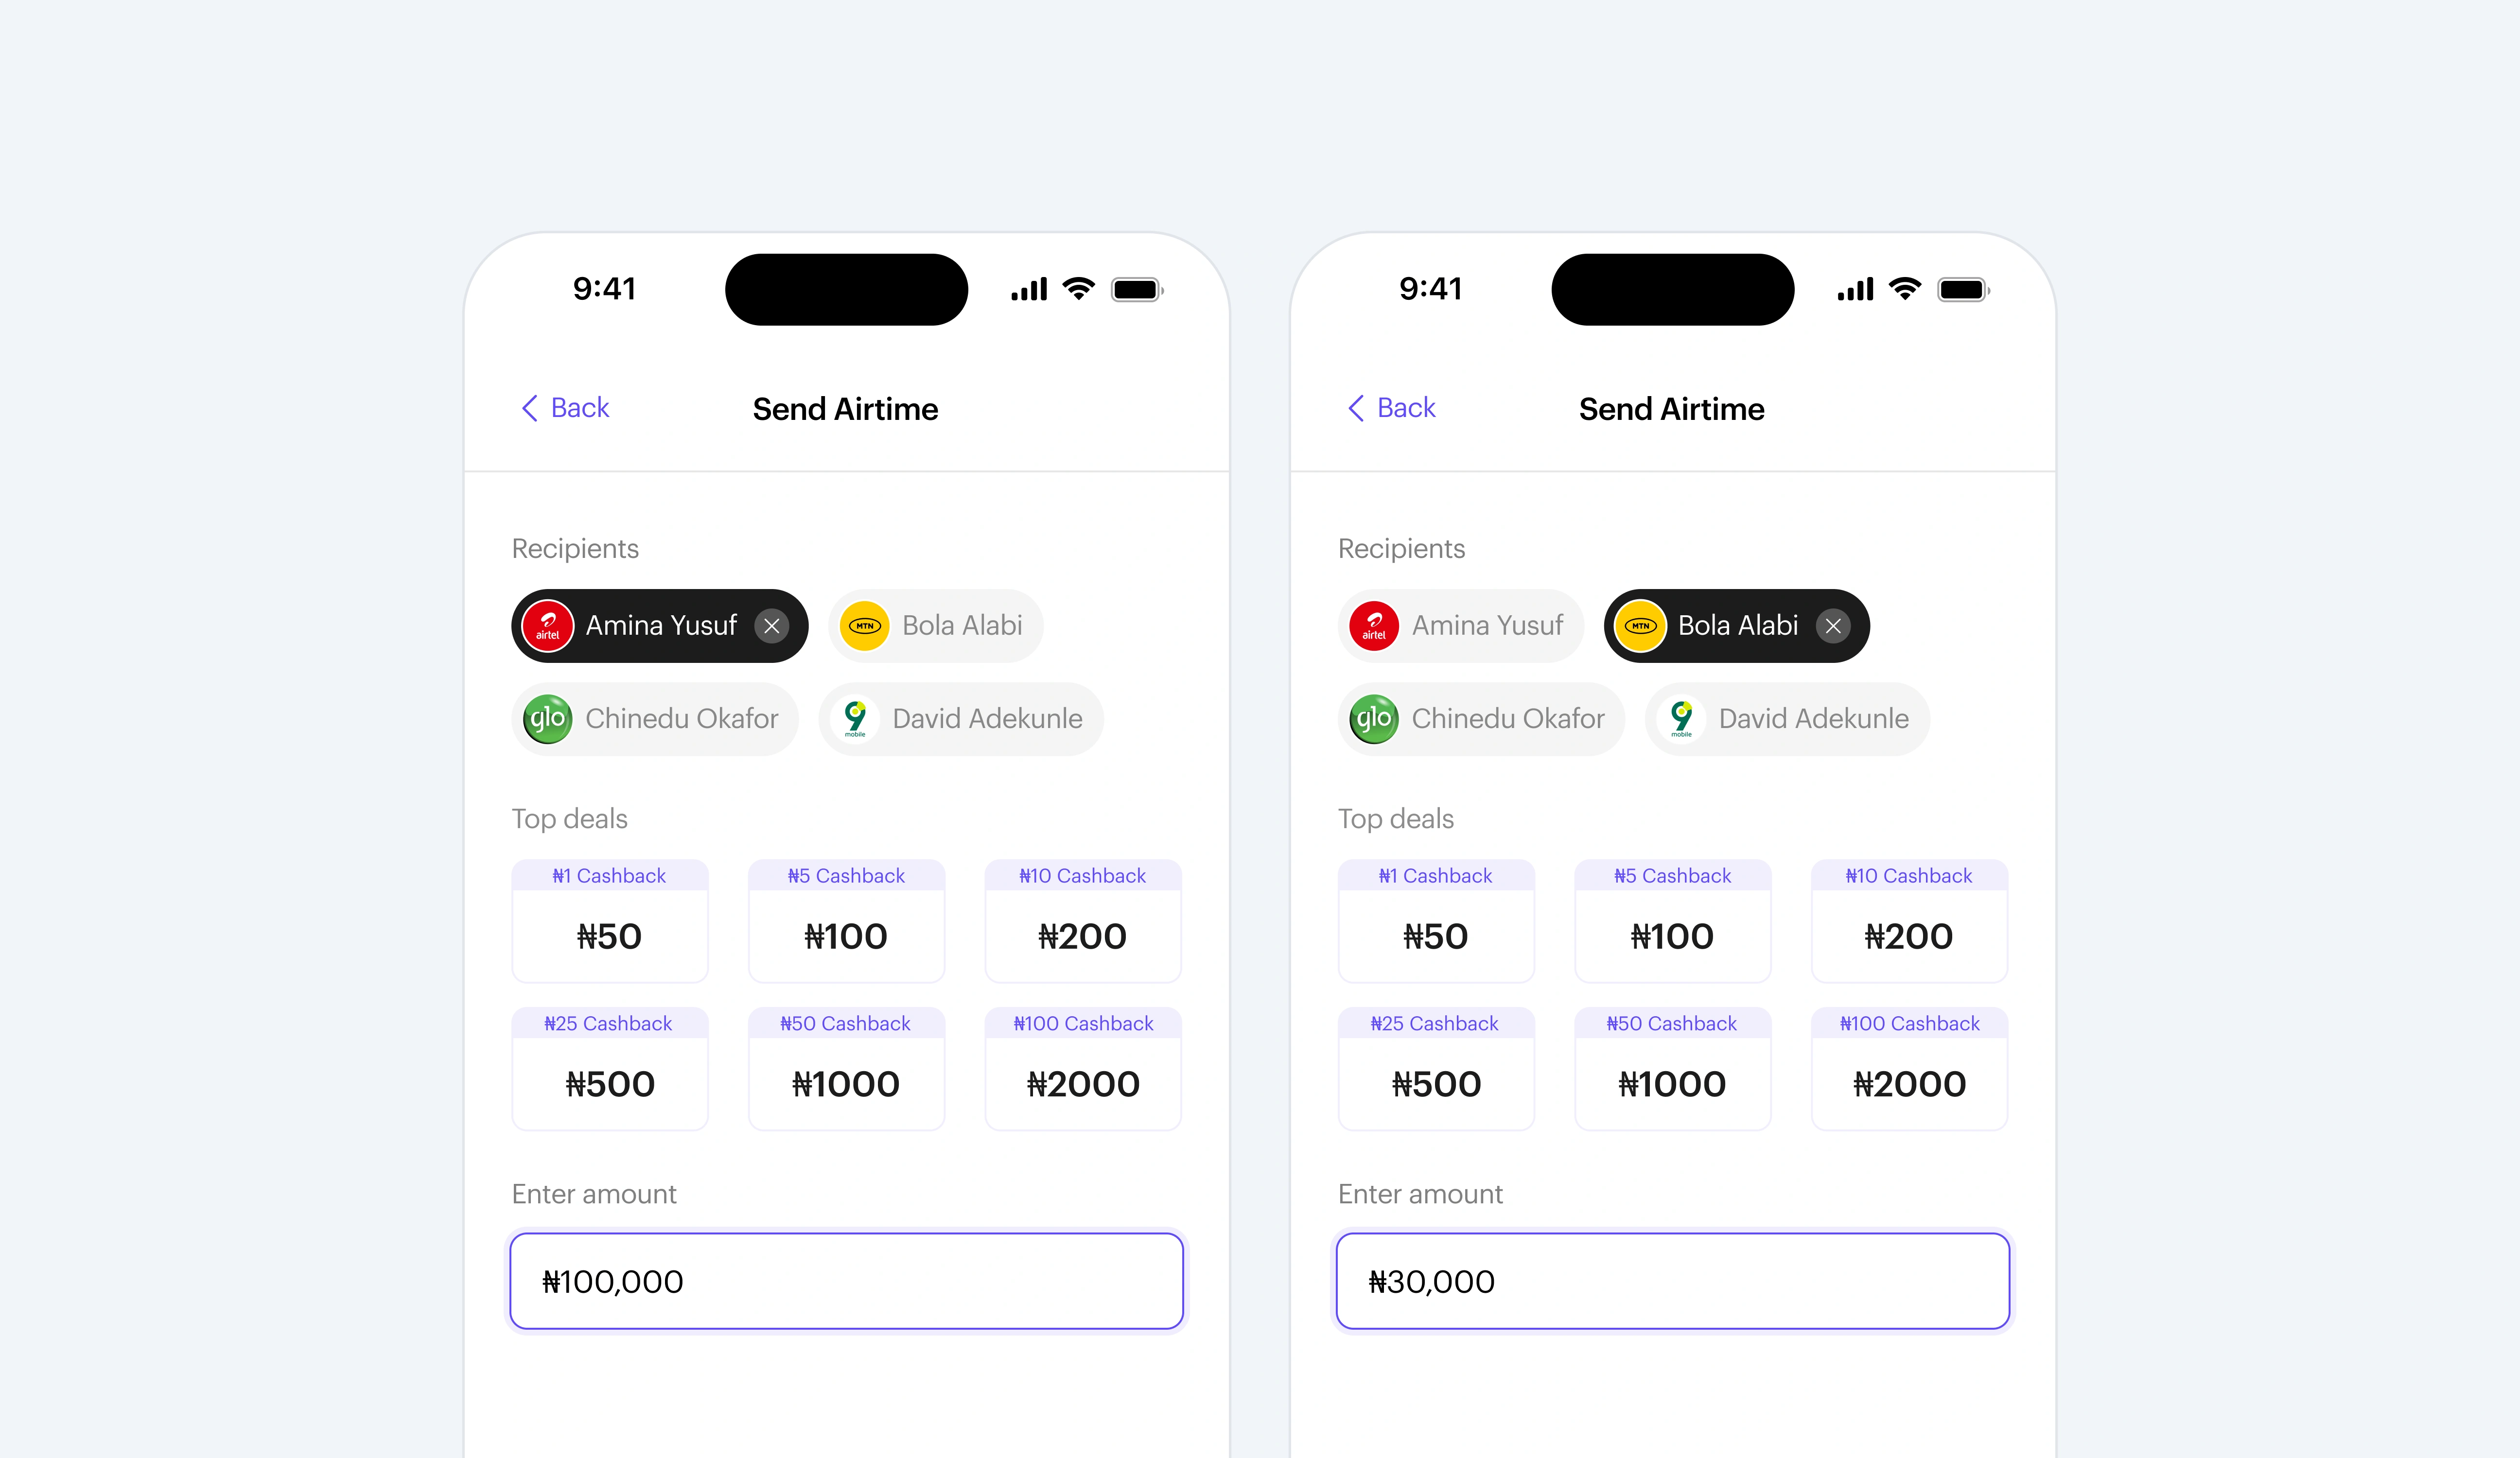 9:41
Back
Send Airtime
Recipients
airtel Amina Yusuf
MTN Bola Alabi
glo Chinedu Okafor
9 mobile David Adekunle
Top deals
₦1 Cashback
₦50
₦5 Cashback
₦100
₦10 Cashback
₦200
₦25 Cashback
₦500
₦50 Cashback
₦1000
₦100 Cashback
₦2000
Enter amount
₦100,000
9:41
Back
Send Airtime
Recipients
airtel Amina Yusuf
MTN Bola Alabi
glo Chinedu Okafor
9 mobile David Adekunle
Top deals
₦1 Cashback
₦50
₦5 Cashback
₦100
₦10 Cashback
₦200
₦25 Cashback
₦500
₦50 Cashback
₦1000
₦100 Cashback
₦2000
Enter amount
₦30,000